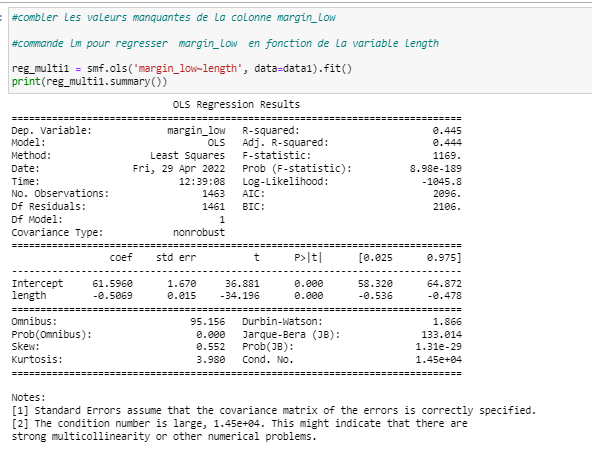 #combler les valeurs manquantes de la colonne margin_low
#commande lm pour regresser margin_low en fonction de la variable length
reg_multi1 = smf.ols('margin_low~length', data=data1).fit()
print(reg_multi1.summary())
OLS Regression Results
==============================================================================
Dep. Variable: margin_low R-squared: 0.445
Model: OLS Adj. R-squared: 0.444
Method: Least Squares F-statistic: 1169.
Date: Fri, 29 Apr 2022 Prob (F-statistic): 8.98e-189
Time: 12:39:08 Log-Likelihood: -1045.8
No. Observations: 1463 AIC: 2096.
Df Residuals: 1461 BIC: 2106.
Df Model: 1
Covariance Type: nonrobust
==============================================================================
coef std err t P>|t| [0.025 0.975]
------------------------------------------------------------------------------
Intercept 61.5960 1.670 36.881 0.000 58.320 64.872
length -0.5069 0.015 -34.196 0.000 -0.536 -0.478
==============================================================================
Omnibus: 95.156 Durbin-Watson: 1.866
Prob(Omnibus): 0.000 Jarque-Bera (JB): 133.014
Skew: 0.552 Prob(JB): 1.31e-29
Kurtosis: 3.980 Cond. No. 1.45e+04
==============================================================================
Notes:
[1] Standard Errors assume that the covariance matrix of the errors is correctly specified.
[2] The condition number is large, 1.45e+04. This might indicate that there are
strong multicollinearity or other numerical problems.